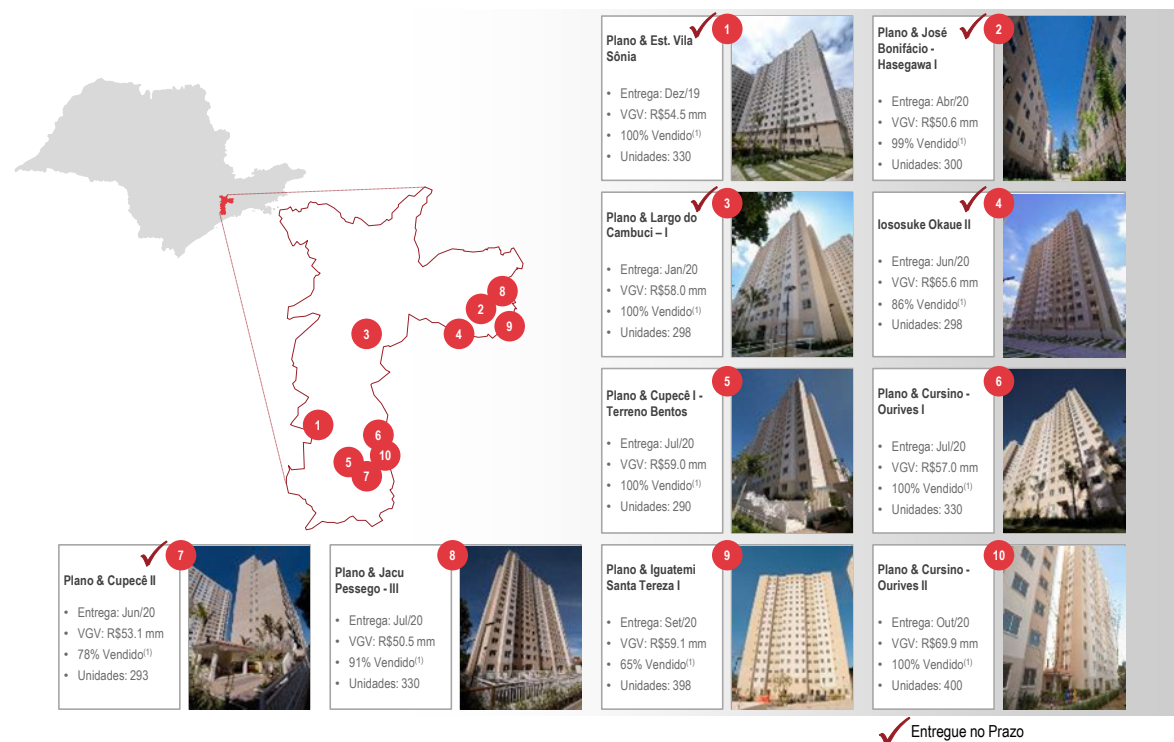 Plano & Est. Vila
Sônia
• Entrega: Dez/19
• VGV: R$54.5 mm
• 100% Vendido(1)
• Unidades: 330
1
Plano & José
Bonifácio -
Hasegawa I
• Entrega: Abr/20
• VGV: R$50.6 mm
• 99% Vendido(1)
• Unidades: 300
2
Plano & Largo do
Cambuci – I
• Entrega: Jan/20
• VGV: R$58.0 mm
• 100% Vendido(1)
• Unidades: 298
3
Iososuke Okaue II
• Entrega: Jun/20
• VGV: R$65.6 mm
• 86% Vendido(1)
• Unidades: 298
4
8
2
9
3
4
1
6
10
5
7
Plano & Cupecê I -
Terreno Bentos
• Entrega: Jul/20
• VGV: R$59.0 mm
• 100% Vendido(1)
• Unidades: 290
5
Plano & Cursino -
Ourives I
• Entrega: Jul/20
• VGV: R$57.0 mm
• 100% Vendido(1)
• Unidades: 330
6
Plano & Cupecê II
• Entrega: Jun/20
• VGV: R$53.1 mm
• 78% Vendido(1)
• Unidades: 293
7
Plano & Jacu
Pessego - III
• Entrega: Jul/20
• VGV: R$50.5 mm
• 91% Vendido(1)
• Unidades: 330
8
Plano & Iguatemi
Santa Tereza I
• Entrega: Set/20
• VGV: R$59.1 mm
• 65% Vendido(1)
• Unidades: 398
9
Plano & Cursino -
Ourives II
• Entrega: Out/20
• VGV: R$69.9 mm
• 100% Vendido(1)
• Unidades: 400
10
Entregue no Prazo